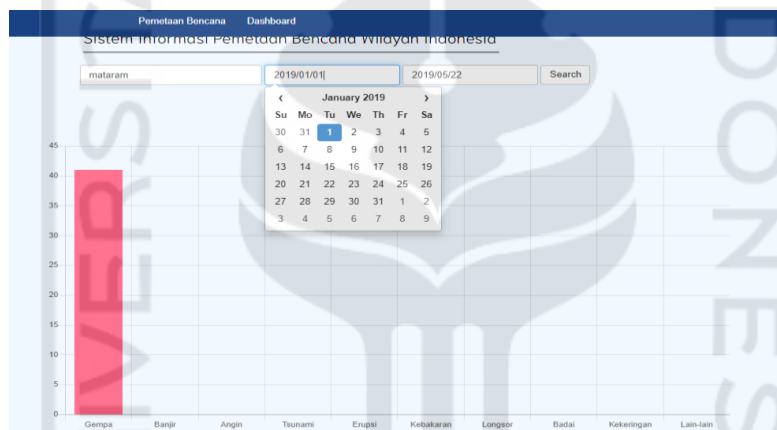 Pemetaan Bencana Dashboard
Sistem Informasi Pemetaan Bencana Wilayah Indonesia
mataram 2019/01/01 2019/05/22 Search
‹ January 2019 ›
Su Mo Tu We Th Fr Sa
30 31 1 2 3 4 5
6 7 8 9 10 11 12
13 14 15 16 17 18 19
20 21 22 23 24 25 26
27 28 29 30 31 1 2
3 4 5 6 7 8 9
45
40
35
30
25
20
15
10
5
0
Gempa Banjir Angin Tsunami Erupsi Kebakaran Longsor Badai Kekeringan Lain-lain